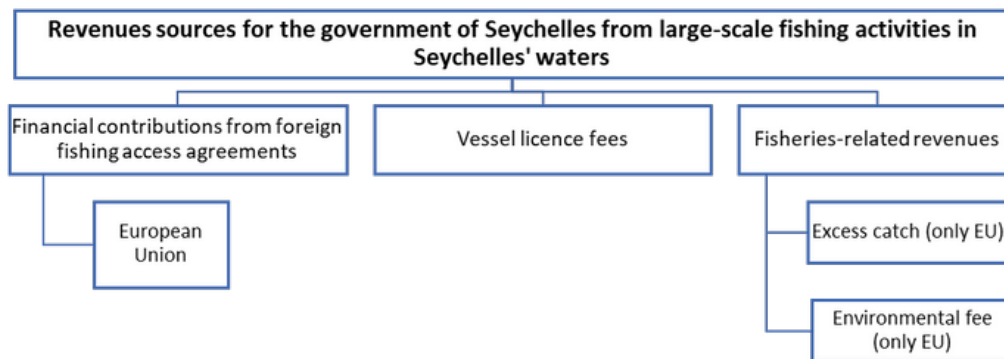 Revenues sources for the government of Seychelles from large-scale fishing activities in
Seychelles' waters
Financial contributions from foreign
fishing access agreements
Vessel licence fees
Fisheries-related revenues
European
Union
Excess catch (only EU)
Environmental fee
(only EU)